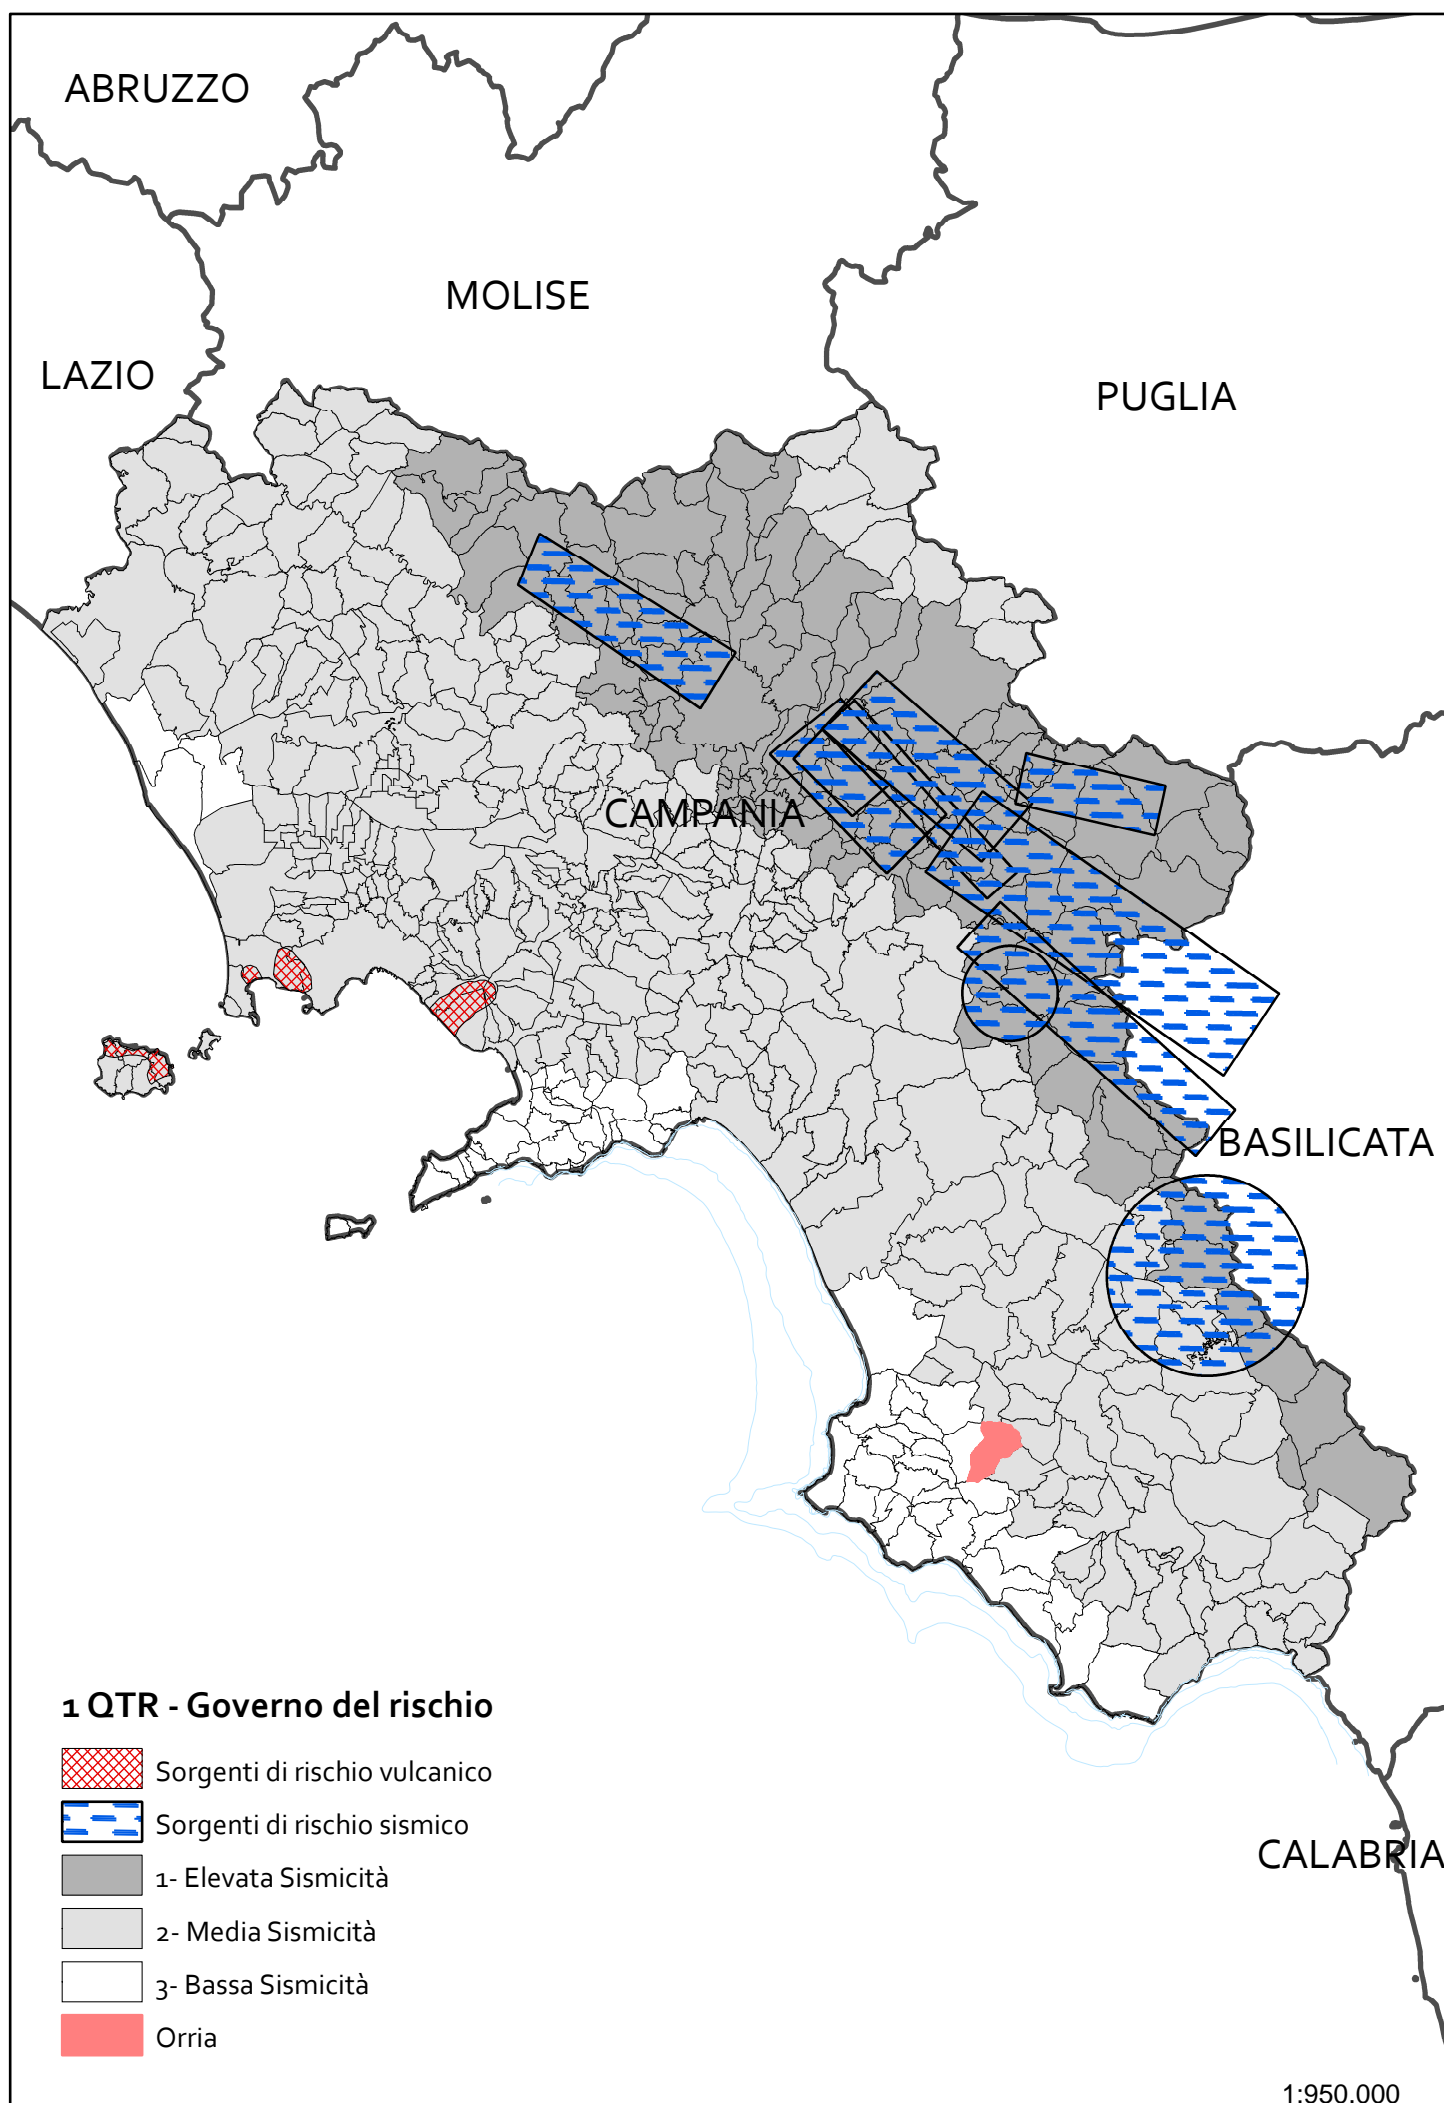 ABRUZZO
MOLISE
LAZIO
PUGLIA
CAMPANIA
BASILICATA
1 QTR - Governo del rischio
Sorgenti di rischio vulcanico
Sorgenti di rischio sismico
CALABRIA
1- Elevata Sismicità
2- Media Sismicità
3- Bassa Sismicità
Orria
1:950.000